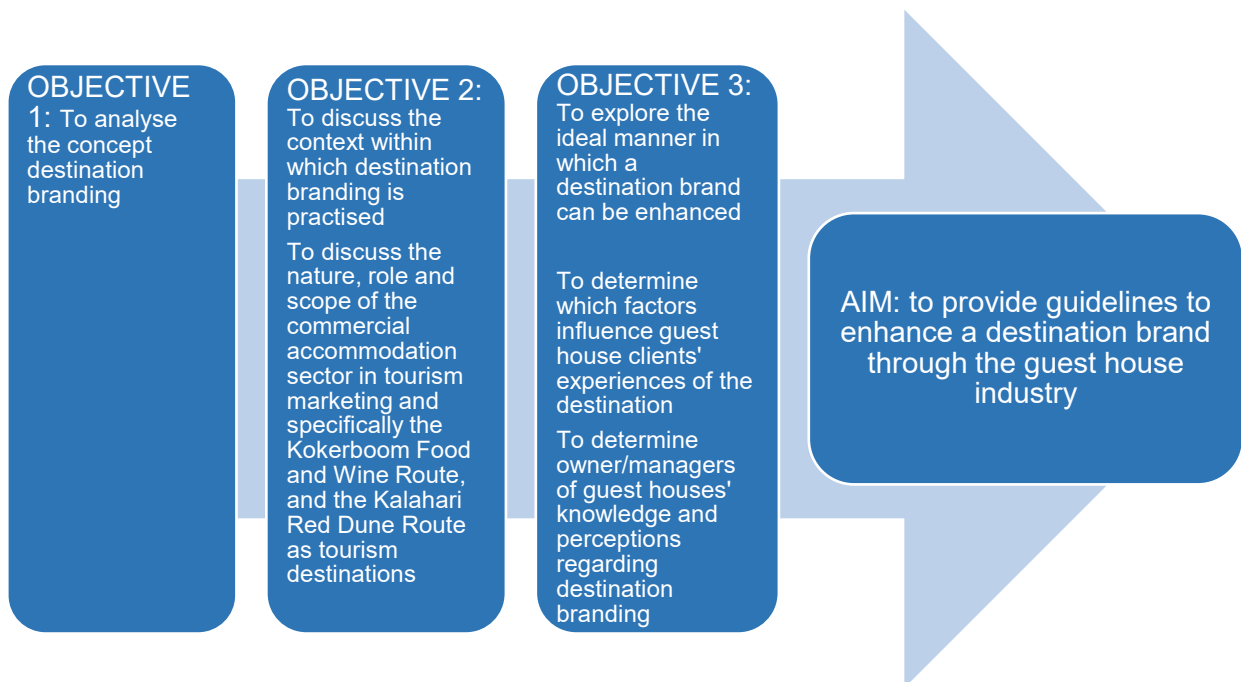 OBJECTIVE
1: To analyse
the concept
destination
branding
OBJECTIVE 2:
To discuss the
context within
which destination
branding is
practised
To discuss the
nature, role and
scope of the
commercial
accommodation
sector in tourism
marketing and
specifically the
Kokerboom Food
and Wine Route,
and the Kalahari
Red Dune Route
as tourism
destinations
OBJECTIVE 3:
To explore the
ideal manner in
which a
destination brand
can be enhanced
To determine
which factors
influence guest
house clients'
experiences of the
destination
To determine
owner/managers
of guest houses'
knowledge and
perceptions
regarding
destination
branding
AIM: to provide guidelines to
enhance a destination brand
through the guest house
industry